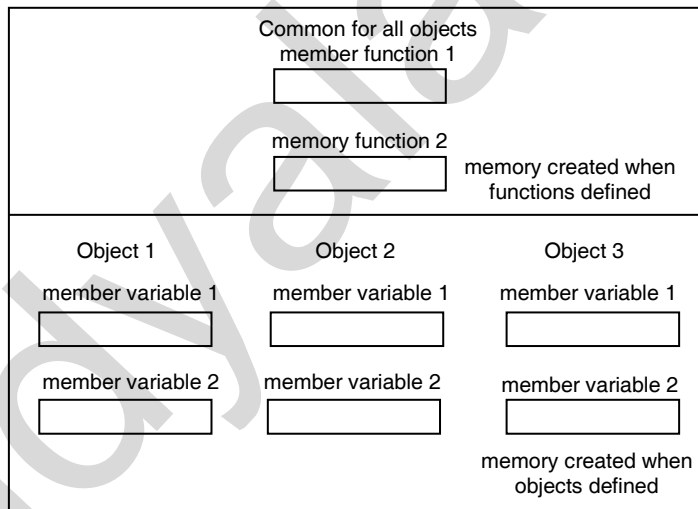 Common for all objects
member function 1
memory function 2
memory created when
functions defined
Object 1 Object 2 Object 3
member variable 1 member variable 1 member variable 1
member variable 2 member variable 2 member variable 2
memory created when
objects defined